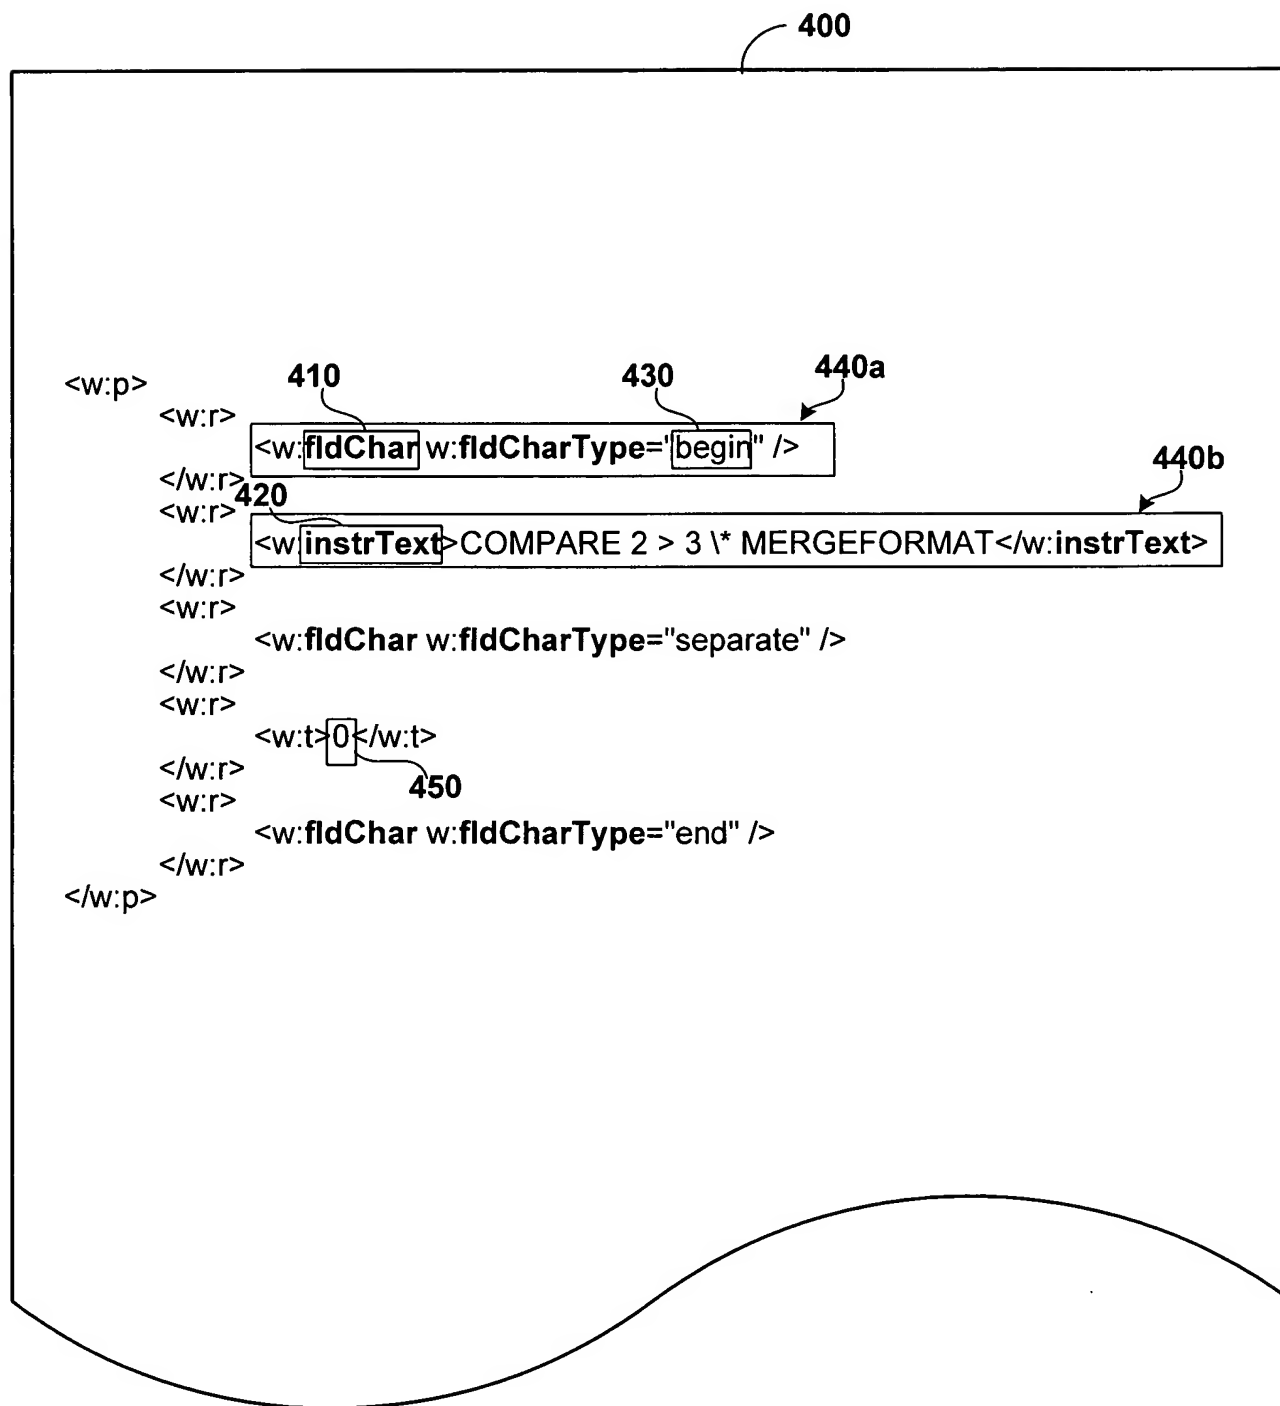 400
410 430 440a
<w:p>
<w:r>
<w:fldChar w:fldCharType="begin" />
</w:r>
440b
420
<w:r>
<w:instrText>COMPARE 2 > 3 \* MERGEFORMAT</w:instrText>
</w:r>
<w:r>
<w:fldChar w:fldCharType="separate" />
</w:r>
<w:r>
<w:t>0</w:t>
</w:r>
450
<w:r>
<w:fldChar w:fldCharType="end" />
</w:r>
</w:p>